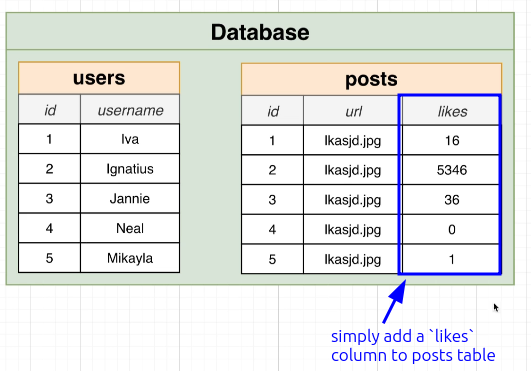 Database
users
posts
id username
id url likes
1 Iva
1 lkasjd.jpg 16
2 Ignatius
2 lkasjd.jpg 5346
3 Jannie
3 lkasjd.jpg 36
4 Neal
4 lkasjd.jpg 0
5 Mikayla
5 lkasjd.jpg 1
simply add a `likes`
column to posts table